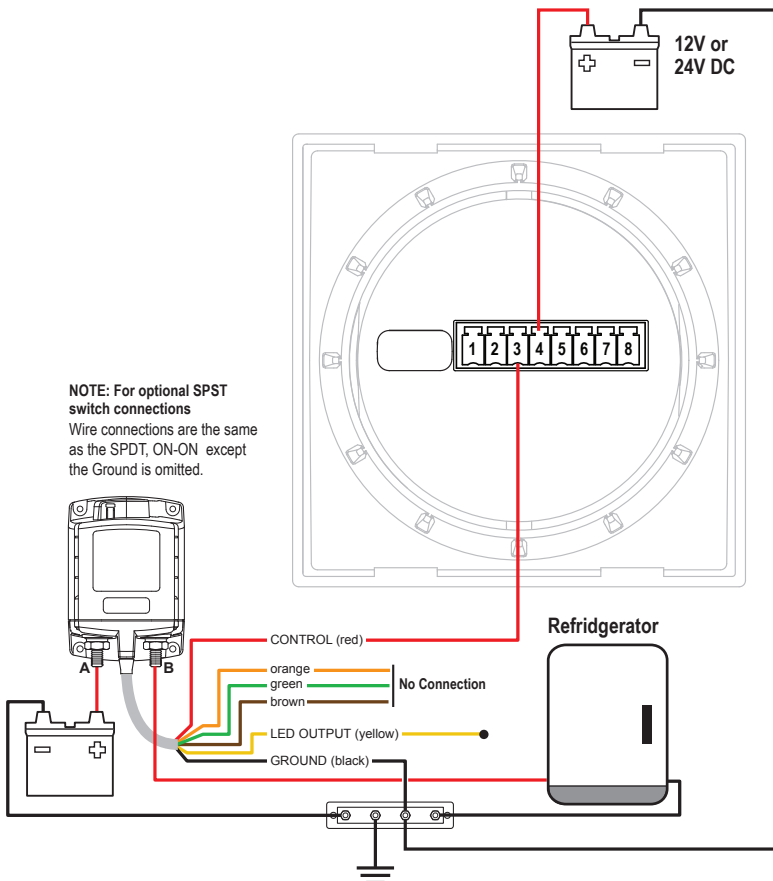 12V or
24V DC
1 2 3 4 5 6 7 8
NOTE: For optional SPST
switch connections
Wire connections are the same
as the SPDT, ON-ON except
the Ground is omitted.
A
B
CONTROL (red)
orange
green
brown
No Connection
LED OUTPUT (yellow)
GROUND (black)
Refridgerator